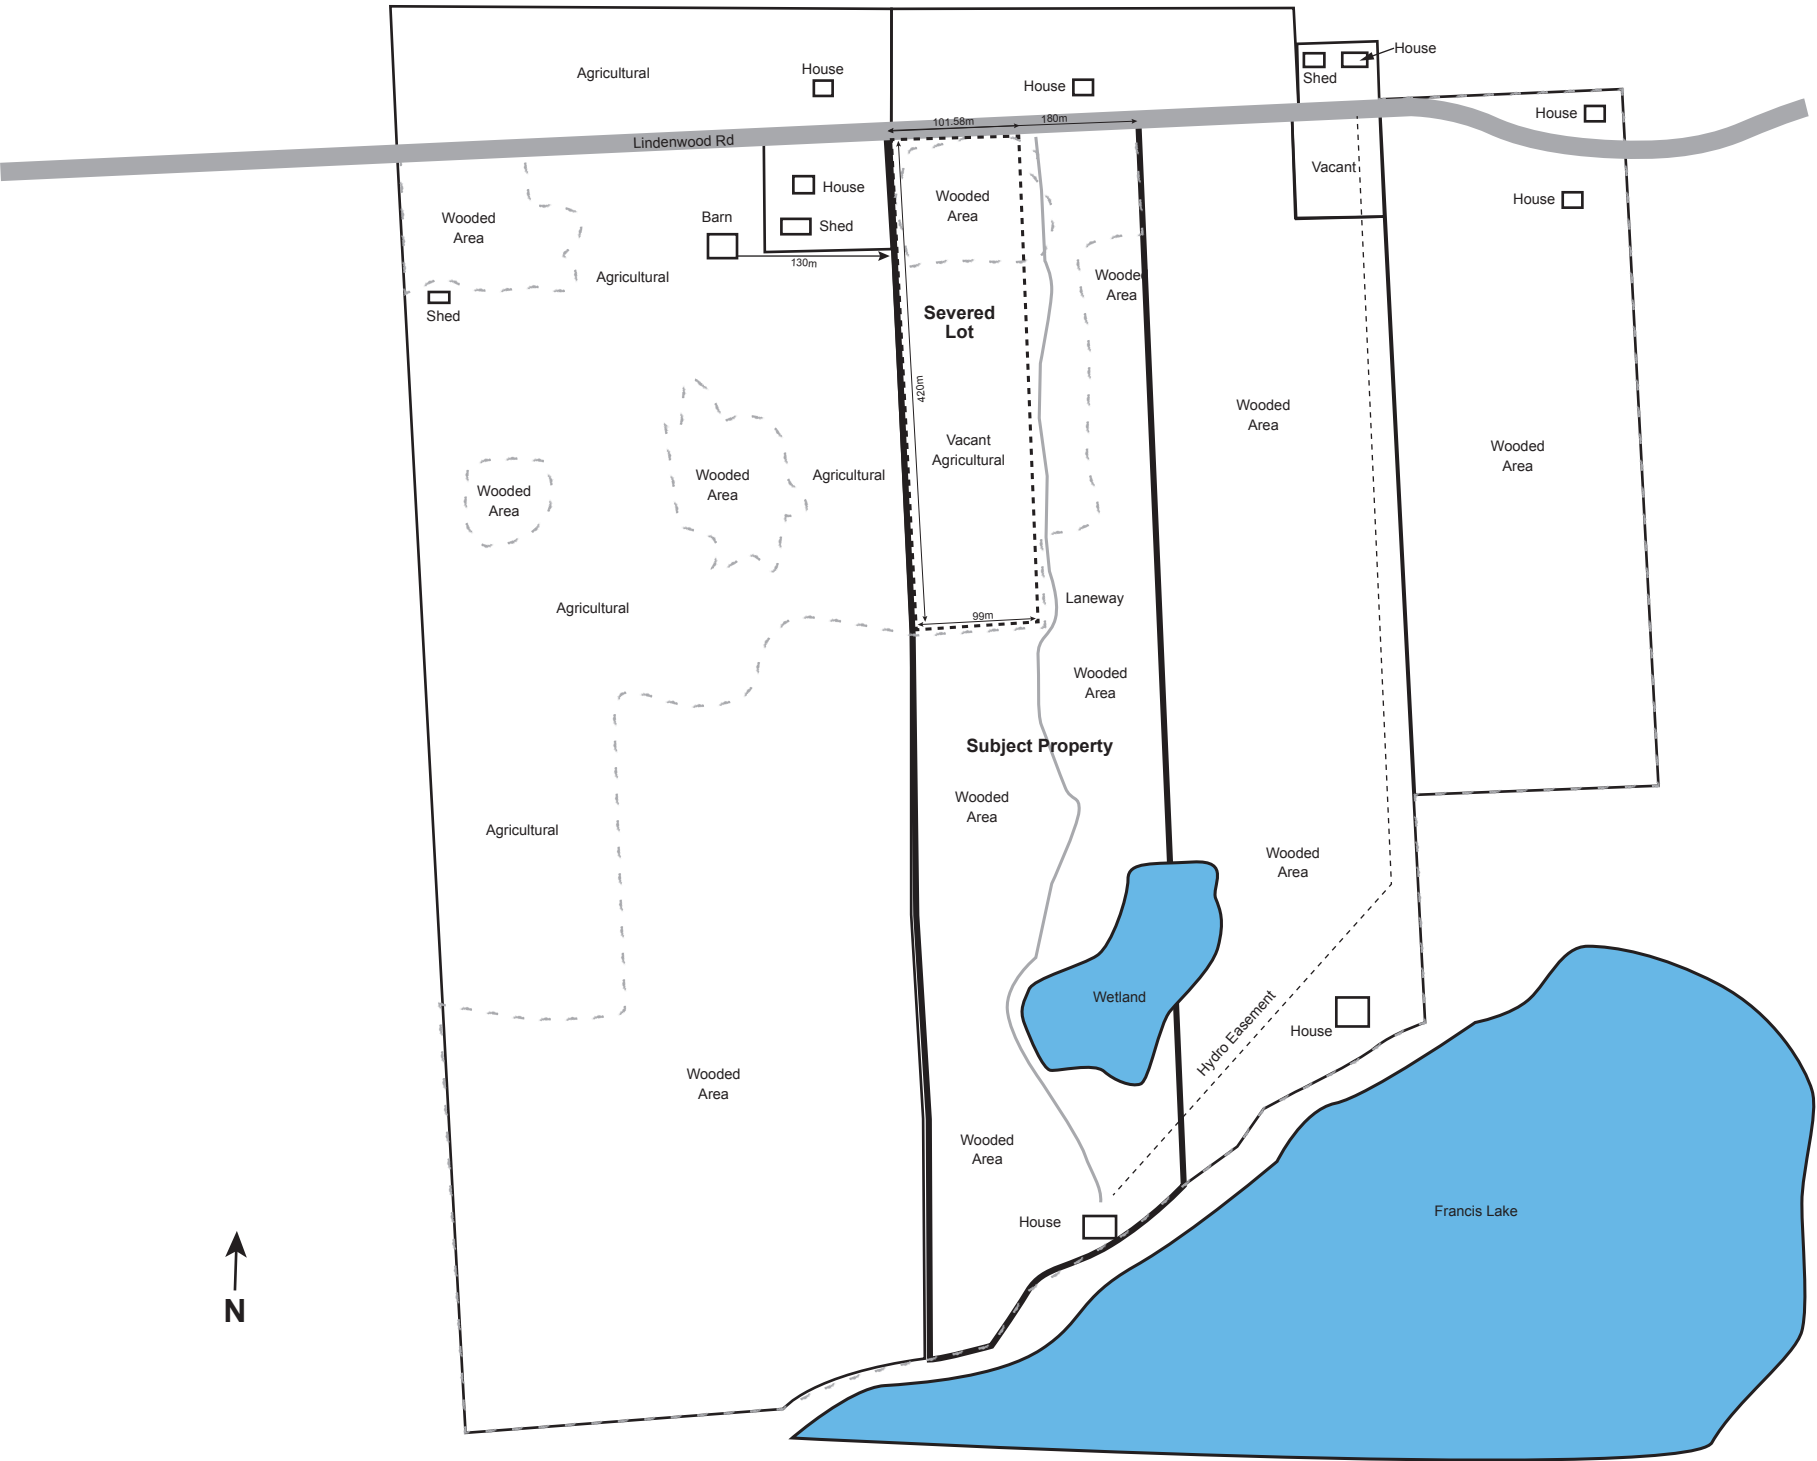 House
Agricultural
House
House
Shed
House
101.58m
180m
Lindenwood Rd
Vacant
House
House
Shed
Wooded
Area
Wooded
Area
Barn
130m
Agricultural
Wooded
Area
Shed
Severed
Lot
420m
Wooded
Area
Vacant
Agricultural
Wooded
Area
Wooded
Area
Agricultural
Wooded
Area
Agricultural
Laneway
99m
Wooded
Area
Subject Property
Wooded
Area
Agricultural
Wooded
Area
Wetland
Hydro Easement
House
Wooded
Area
Wooded
Area
House
Francis Lake
N